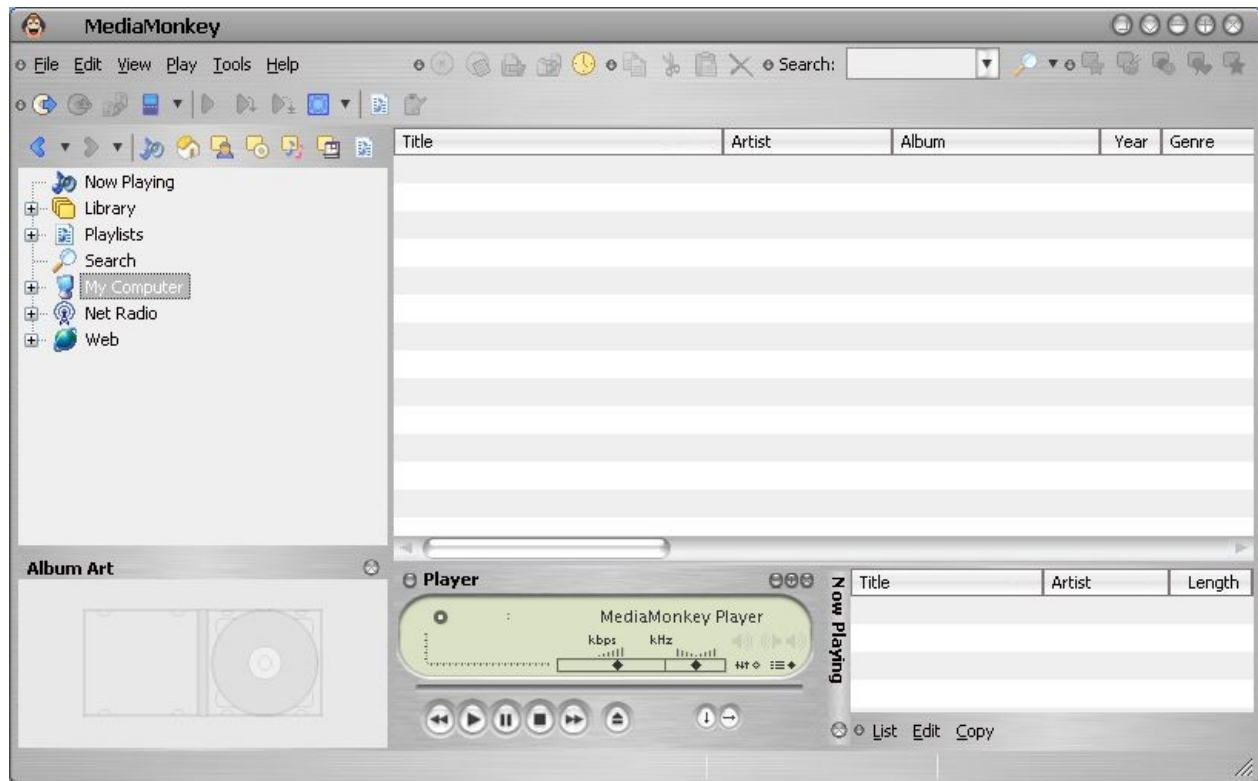 MediaMonkey
File Edit View Play Tools Help Search:
Title Artist Album Year Genre
Now Playing
Library
Playlists
Search
My Computer
Net Radio
Web
Album Art
Player
MediaMonkey Player
kbps kHz
Now Playing
Title Artist Length
List Edit Copy